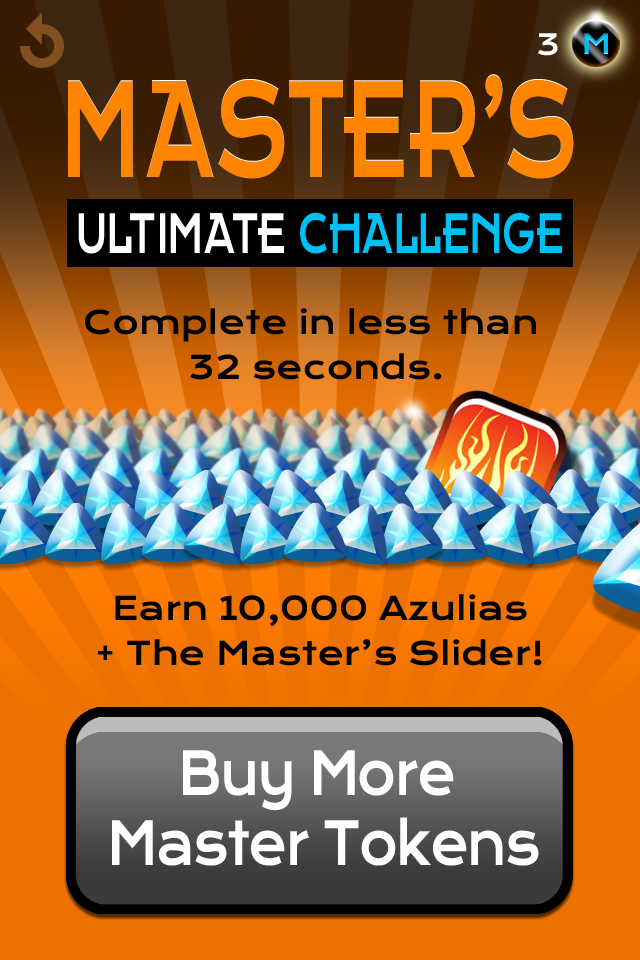 3 M
MASTER'S
ULTIMATE CHALLENGE
Complete in less than
32 seconds.
Earn 10,000 Azulias
+ The Master's Slider!
Buy More
Master Tokens